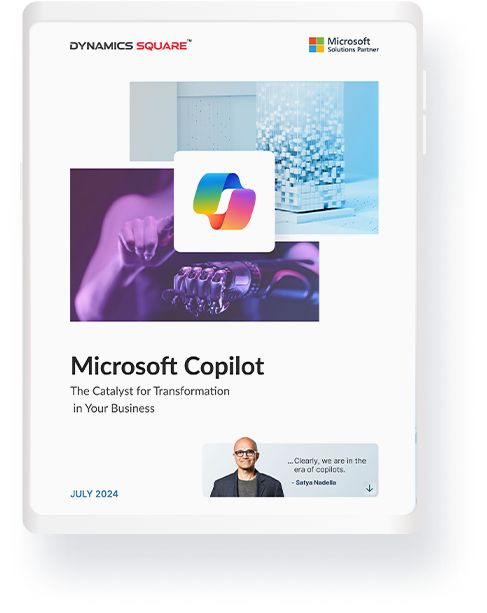 DYNAMICS SQUARE™
Microsoft
Solutions Partner
Microsoft Copilot
The Catalyst for Transformation
in Your Business
...Clearly, we are in the
era of copilots.
- Satya Nadella
JULY 2024